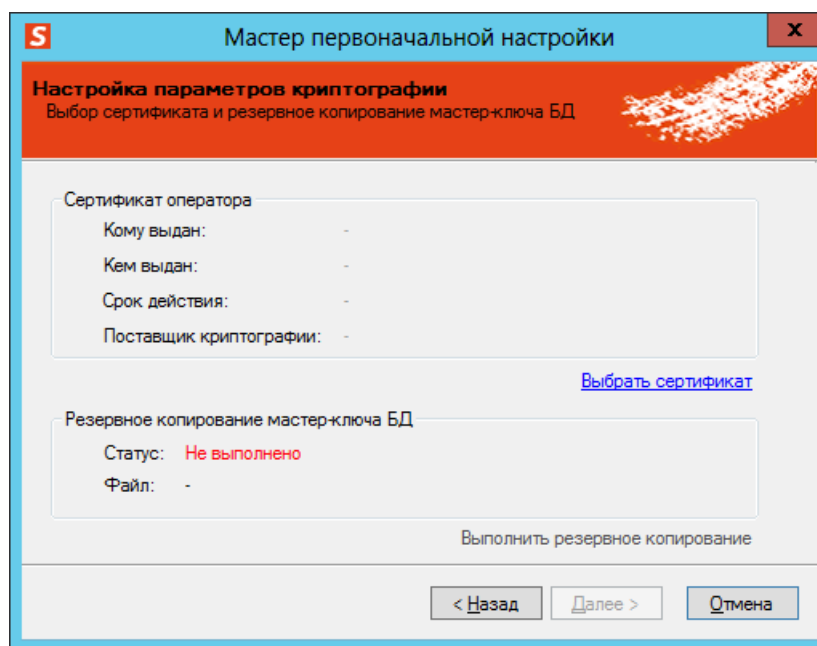 S
Мастер первоначальной настройки
x
Настройка параметров криптографии
Выбор сертификата и резервное копирование мастер-ключа БД
Сертификат оператора
Кому выдан: -
Кем выдан: -
Срок действия: -
Поставщик криптографии: -
Выбрать сертификат
Резервное копирование мастер-ключа БД
Статус: Не выполнено
Файл: -
Выполнить резервное копирование
< Назад Далее > Отмена